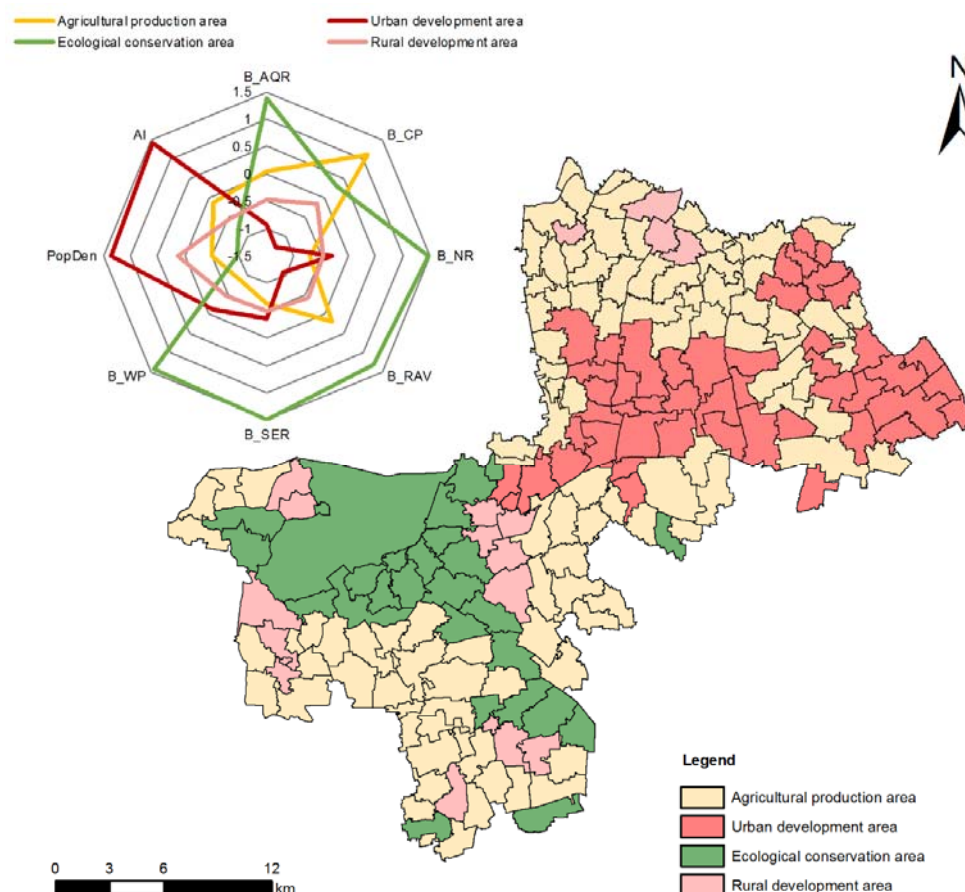 Agricultural production area
Urban development area
Ecological conservation area
Rural development area
B_AQR
1.5
AI
1
B_CP
0.5
0
-0.5
-1
PopDen
-1.5
B_NR
B_WP
B_RAV
B_SER
N
Legend
Agricultural production area
Urban development area
Ecological conservation area
Rural development area
0 3 6 12
km